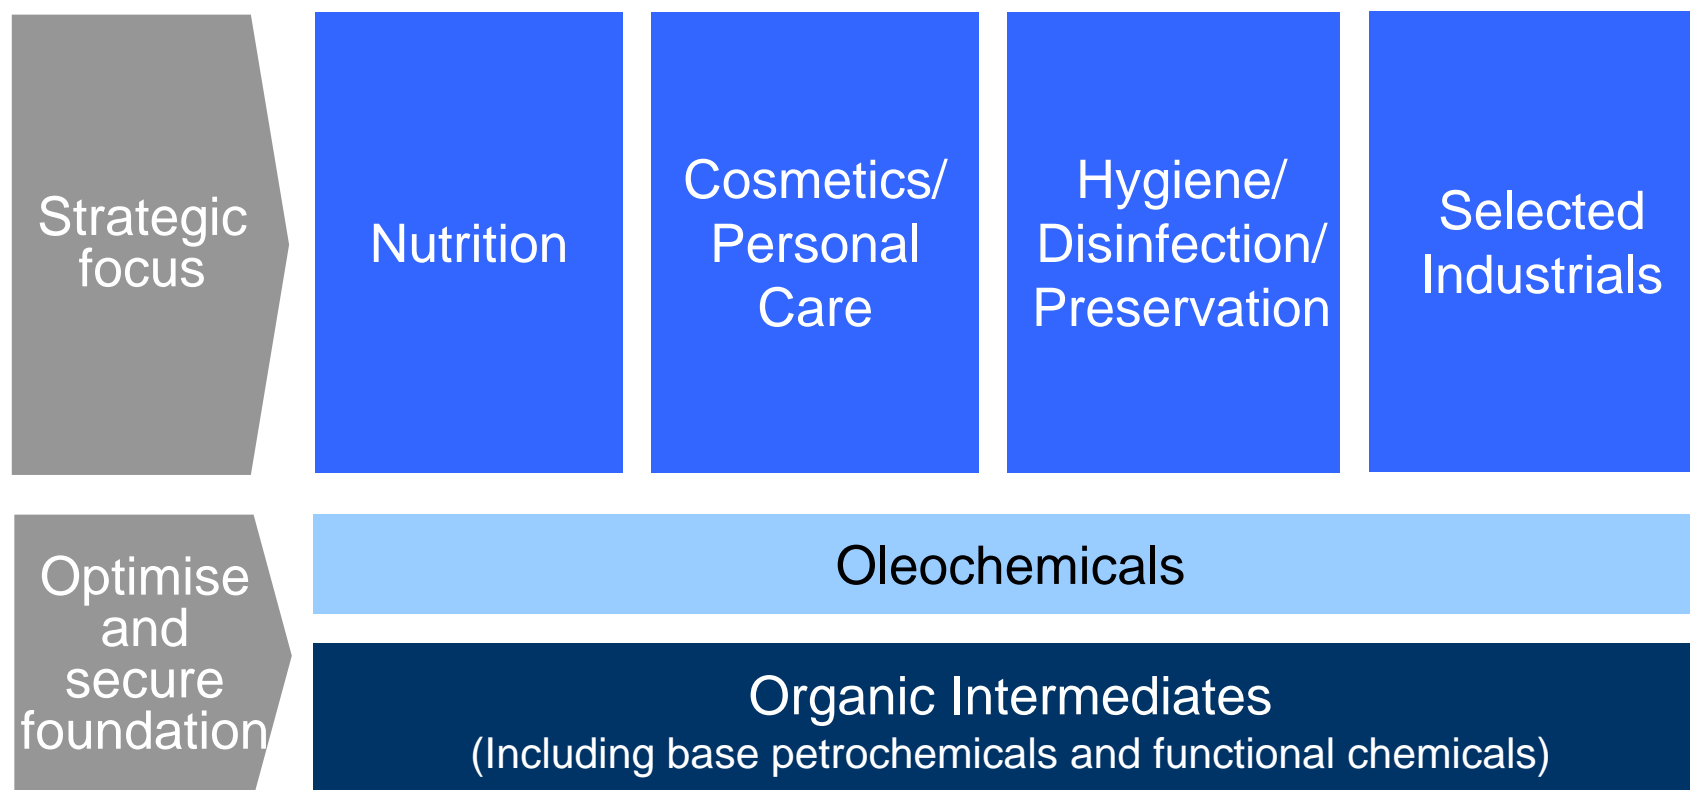 Strategic
focus
Nutrition
Cosmetics/
Personal
Care
Hygiene/
Disinfection/
Preservation
Selected
Industrials
Optimise
and
secure
foundation
Oleochemicals
Organic Intermediates
(Including base petrochemicals and functional chemicals)